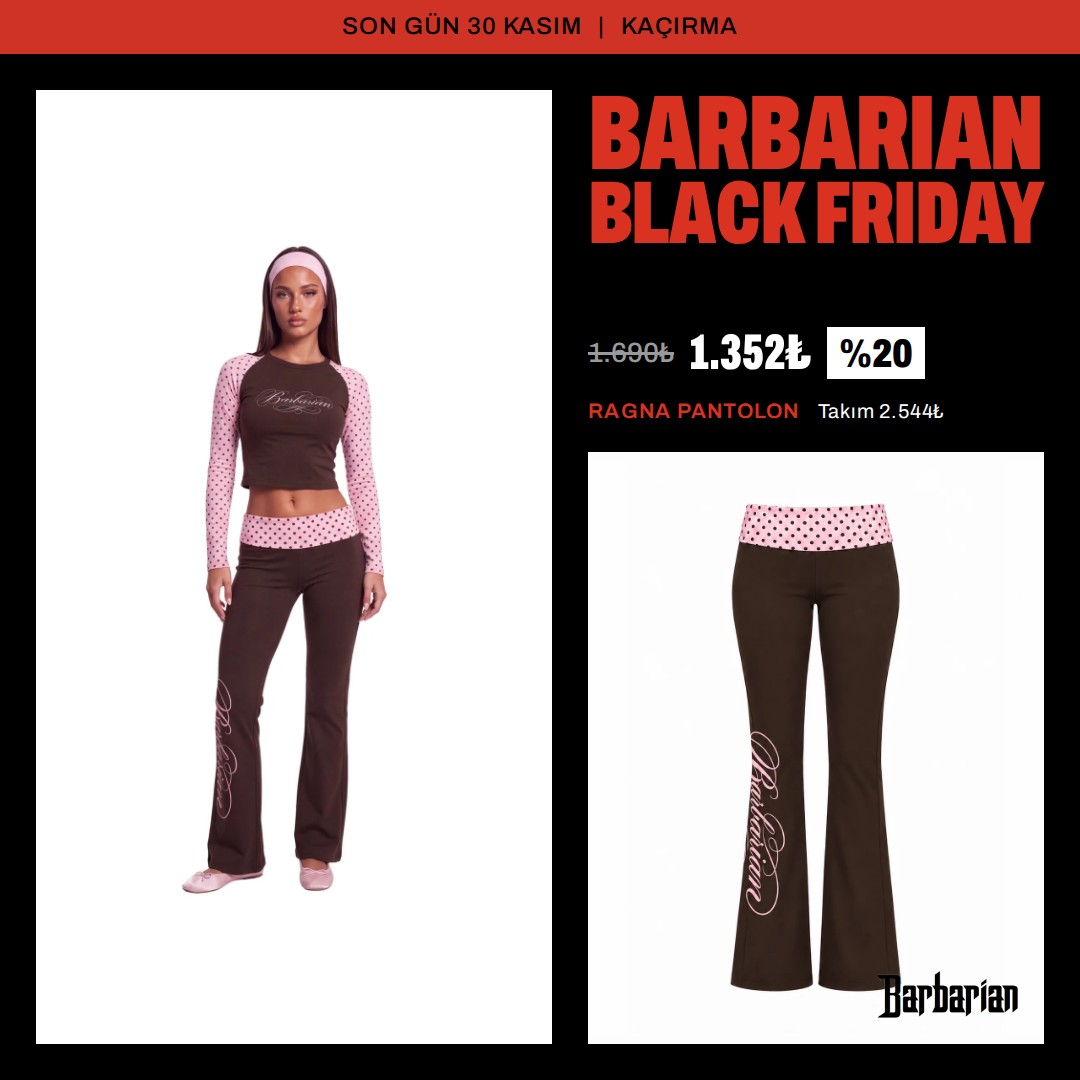 SON GÜN 30 KASIM | KAÇIRMA
BARBARIAN
BLACK FRIDAY
1.690₺ 1.352₺ %20
RAGNA PANTOLON Takım 2.544₺
Barbarian
Barbarian
Barbarian
Barbarian